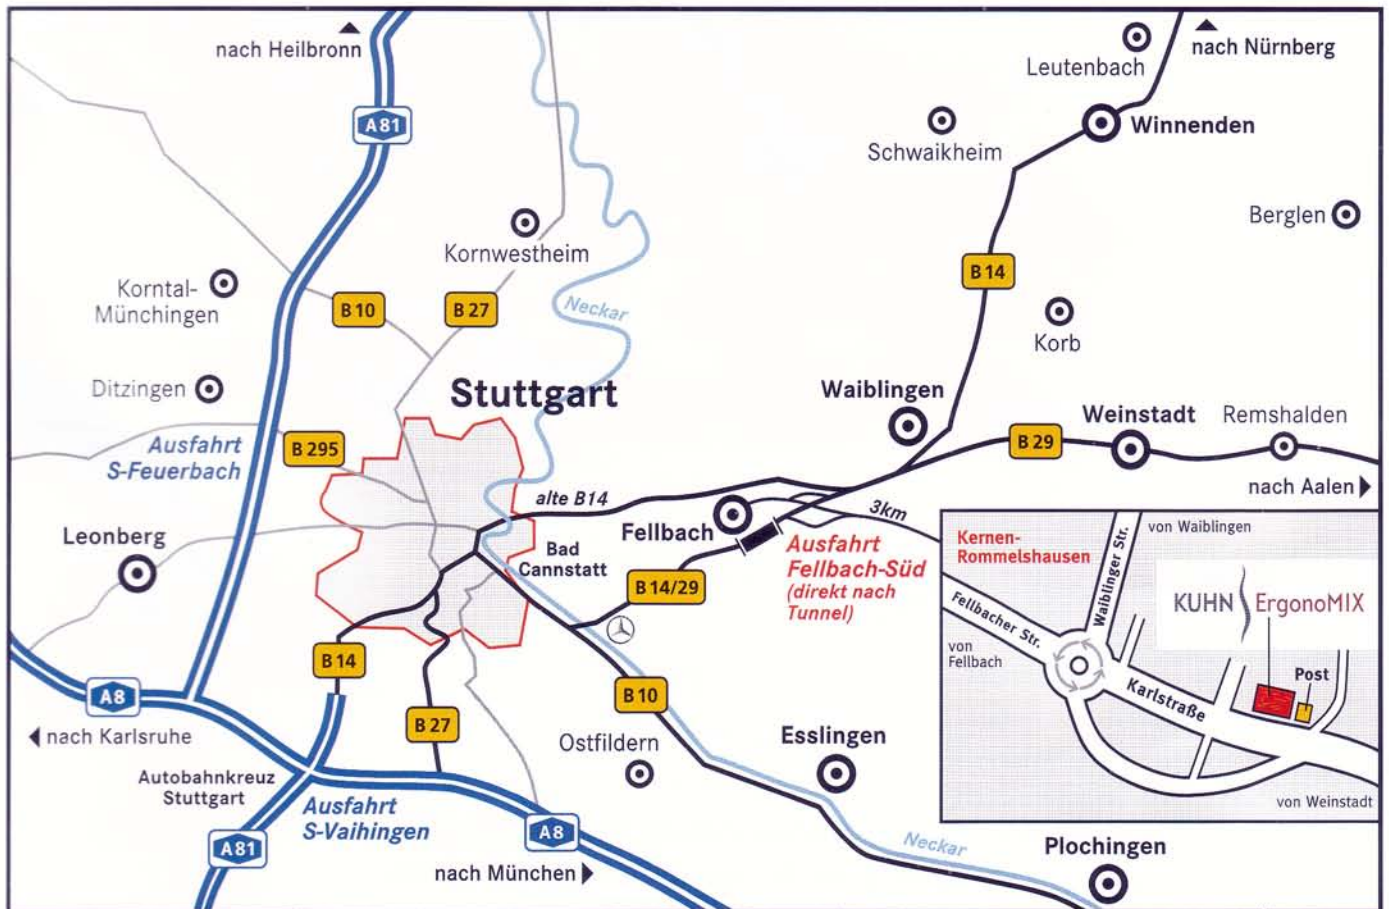 nach Heilbronn
nach Nürnberg
Leutenbach
A81
Winnenden
Schwaikheim
Berglen
Kornwestheim
B 14
Korntal-
Münchingen
B 10
B 27
Neckar
Korb
Ditzingen
Stuttgart
Waiblingen
Weinstadt
Remshalden
Ausfahrt
S-Feuerbach
B 295
B 29
nach Aalen
alte B14
3km
Leonberg
Fellbach
Bad
Cannstatt
Ausfahrt
Fellbach-Süd
(direkt nach
Tunnel)
B 14/29
Kernen-
Rommelshausen
von Waiblingen
Waiblinger Str.
KUHN ErgonoMIX
Fellbacher Str.
von
Fellbach
Karlstraße
Post
von Weinstadt
B 14
A8
B 27
B 10
nach Karlsruhe
Ostfildern
Esslingen
Autobahnkreuz
Stuttgart
Ausfahrt
S-Vaihingen
A81
A8
nach München
Neckar
Plochingen